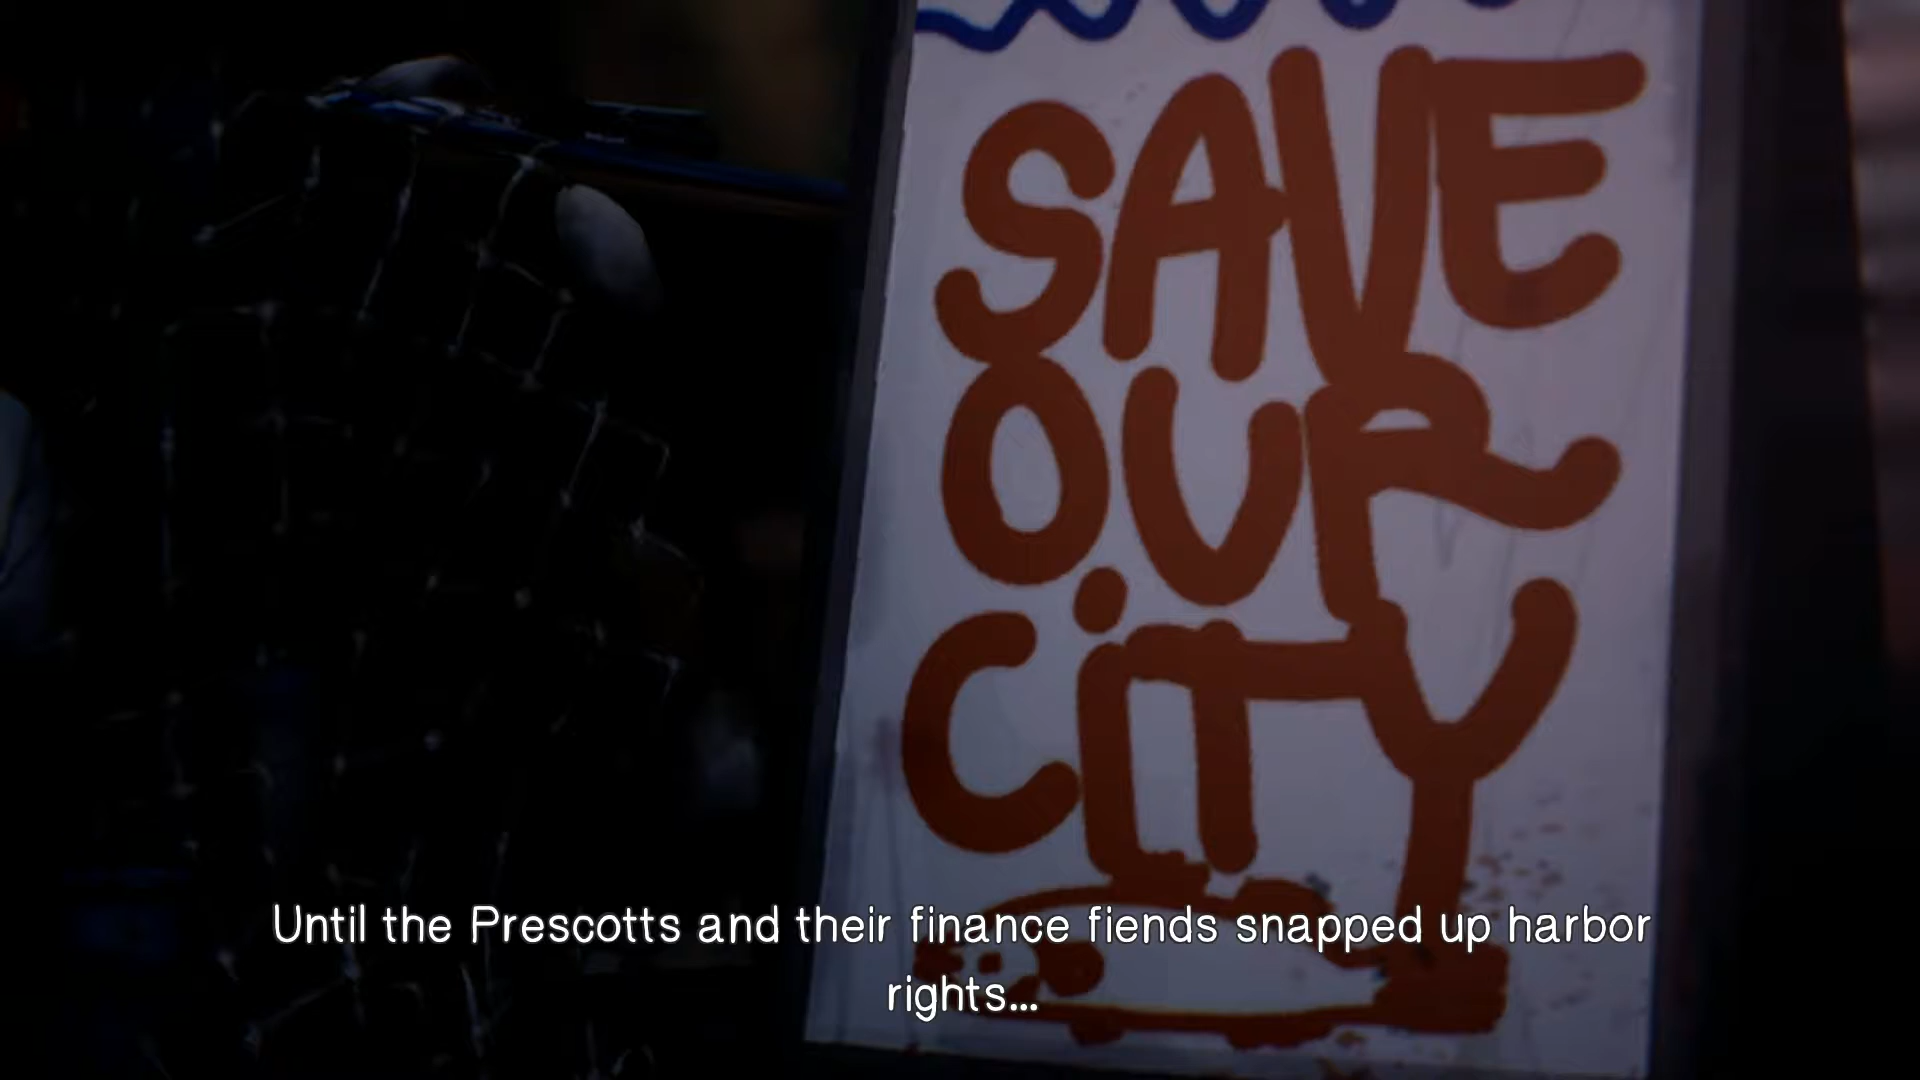 SAVE
OUR
CiTY
Until the Prescotts and their finance fiends snapped up harbor
rights...